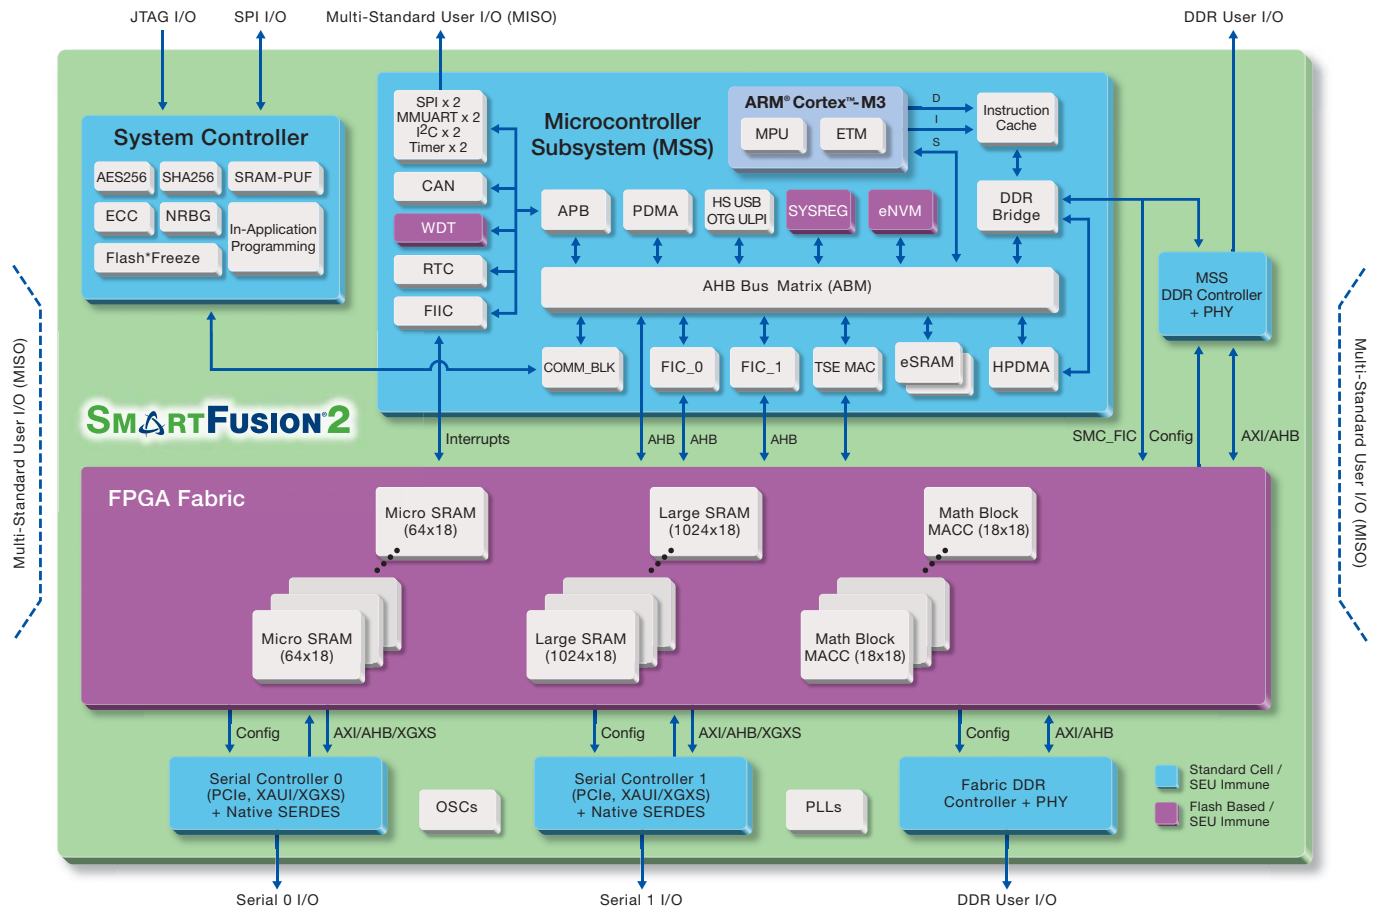 JTAG I/O
SPI I/O
Multi-Standard User I/O (MISO)
DDR User I/O
System Controller
AES256
SHA256
SRAM-PUF
ECC
NRBG
In-Application
Programming
Flash*Freeze
SPI x 2
MMUART x 2
I²C x 2
Timer x 2
CAN
WDT
RTC
FIIC
Microcontroller
Subsystem (MSS)
ARM® Cortex™-M3
MPU
ETM
D
I
S
Instruction
Cache
DDR
Bridge
APB
PDMA
HS USB
OTG ULPI
SYSREG
eNVM
AHB Bus Matrix (ABM)
COMM_BLK
FIC_0
FIC_1
TSE MAC
eSRAM
HPDMA
MSS
DDR Controller
+ PHY
Multi-Standard User I/O (MISO)
Multi-Standard User I/O (MISO)
SMARTFUSION®2
Interrupts
AHB
AHB
AHB
SMC_FIC
Config
AXI/AHB
FPGA Fabric
Micro SRAM
(64x18)
Large SRAM
(1024x18)
Math Block
MACC (18x18)
Micro SRAM
(64x18)
Large SRAM
(1024x18)
Math Block
MACC (18x18)
Config
AXI/AHB/XGXS
Config
AXI/AHB/XGXS
Config
AXI/AHB
Serial Controller 0
(PCIe, XAUI/XGXS)
+ Native SERDES
OSCs
Serial Controller 1
(PCIe, XAUI/XGXS)
+ Native SERDES
PLLs
Fabric DDR
Controller + PHY
Standard Cell /
SEU Immune
Flash Based /
SEU Immune
Serial 0 I/O
Serial 1 I/O
DDR User I/O